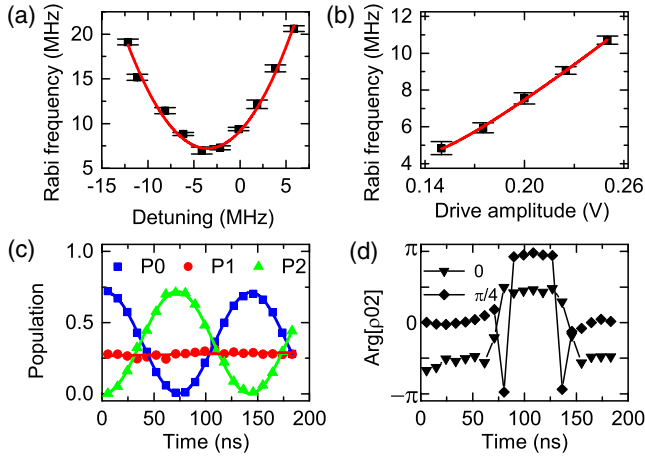 (a)
Rabi frequency (MHz)
20
15
10
5
-15
-10
-5
0
5
Detuning (MHz)
(b)
Rabi frequency (MHz)
12
10
8
6
4
0.14
0.20
0.26
Drive amplitude (V)
(c)
P0
P1
P2
Population
1.0
0.5
0.0
0
50
100
150
200
Time (ns)
(d)
0
π/4
Arg[ρ02]
π
0
−π
0
50
100
150
200
Time (ns)